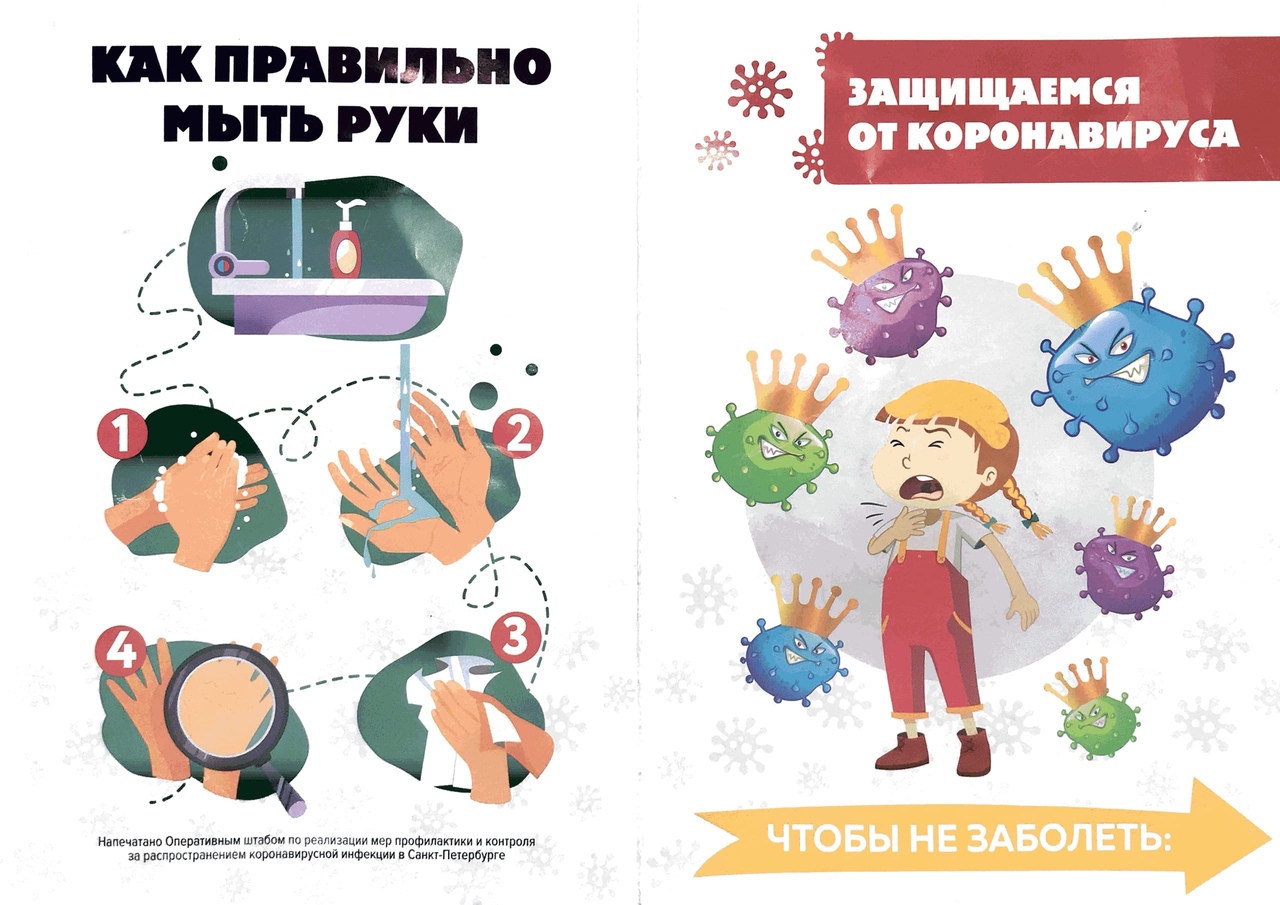 КАК ПРАВИЛЬНО
МЫТЬ РУКИ
1
2
4
3
Напечатано Оперативным штабом по реализации мер профилактики и контроля
за распространением коронавирусной инфекции в Санкт-Петербурге
ЗАЩИЩАЕМСЯ
ОТ КОРОНАВИРУСА
ЧТОБЫ НЕ ЗАБОЛЕТЬ: